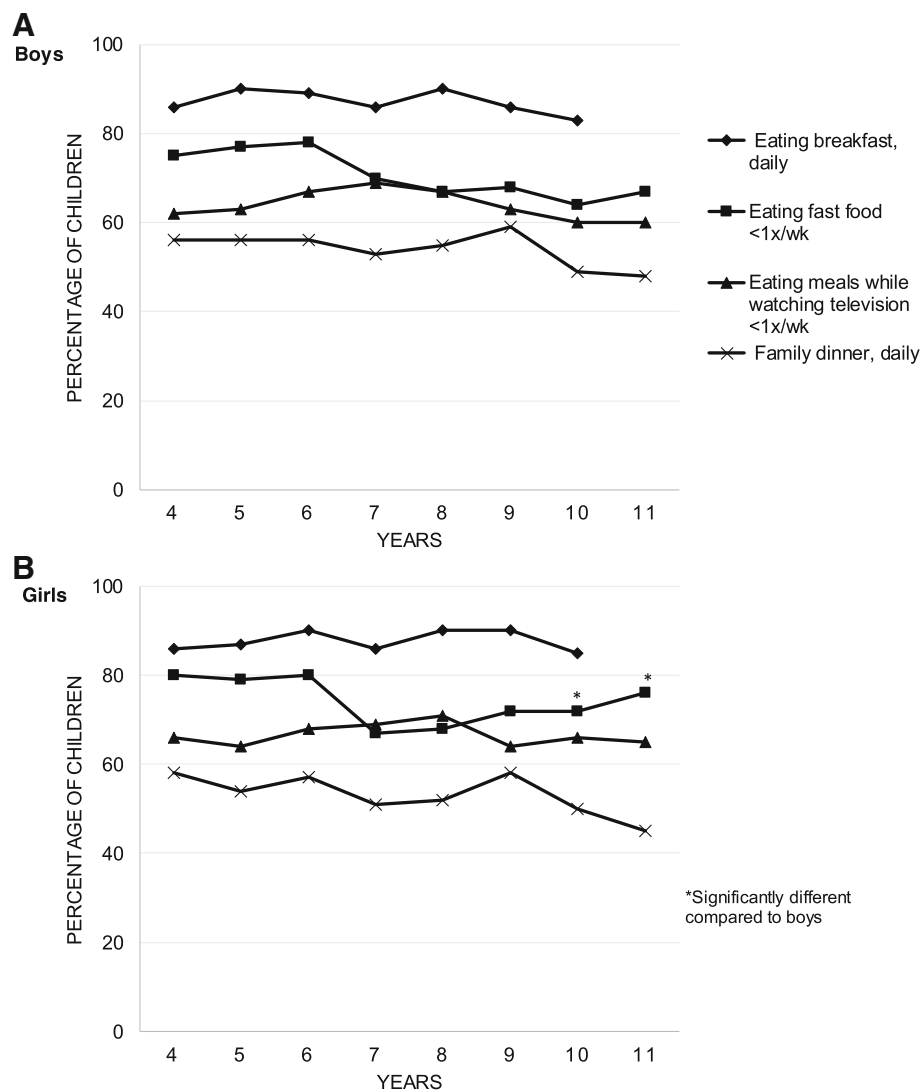 A
Boys
100
80
60
40
20
0
PERCENTAGE OF CHILDREN
4 5 6 7 8 9 10 11
YEARS
Eating breakfast,
daily
Eating fast food
<1x/wk
Eating meals while
watching television
<1x/wk
Family dinner, daily
B
Girls
100
80
60
40
20
0
PERCENTAGE OF CHILDREN
* *
4 5 6 7 8 9 10 11
YEARS
*Significantly different
compared to boys